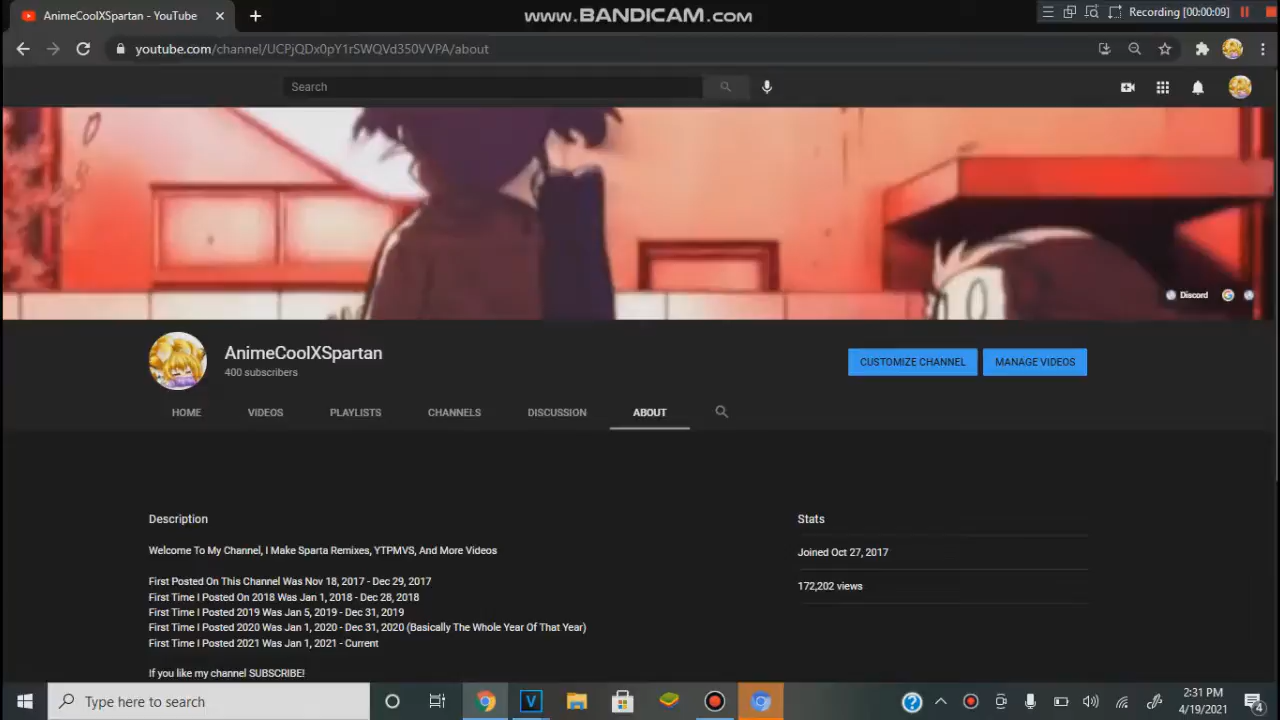 AnimeCoolXSpartan - YouTube
www.BANDICAM.com
Recording [00:00:09]
youtube.com/channel/UCPjQDx0pY1rSWQVd350VVPA/about
Search
Discord
AnimeCoolXSpartan
400 subscribers
CUSTOMIZE CHANNEL
MANAGE VIDEOS
HOME VIDEOS PLAYLISTS CHANNELS DISCUSSION ABOUT
Description
Welcome To My Channel, I Make Sparta Remixes, YTPMVS, And More Videos
First Posted On This Channel Was Nov 18, 2017 - Dec 29, 2017
First Time I Posted On 2018 Was Jan 1, 2018 - Dec 28, 2018
First Time I Posted 2019 Was Jan 5, 2019 - Dec 31, 2019
First Time I Posted 2020 Was Jan 1, 2020 - Dec 31, 2020 (Basically The Whole Year Of That Year)
First Time I Posted 2021 Was Jan 1, 2021 - Current
If you like my channel SUBSCRIBE!
Stats
Joined Oct 27, 2017
172,202 views
Type here to search
2:31 PM
4/19/2021
4